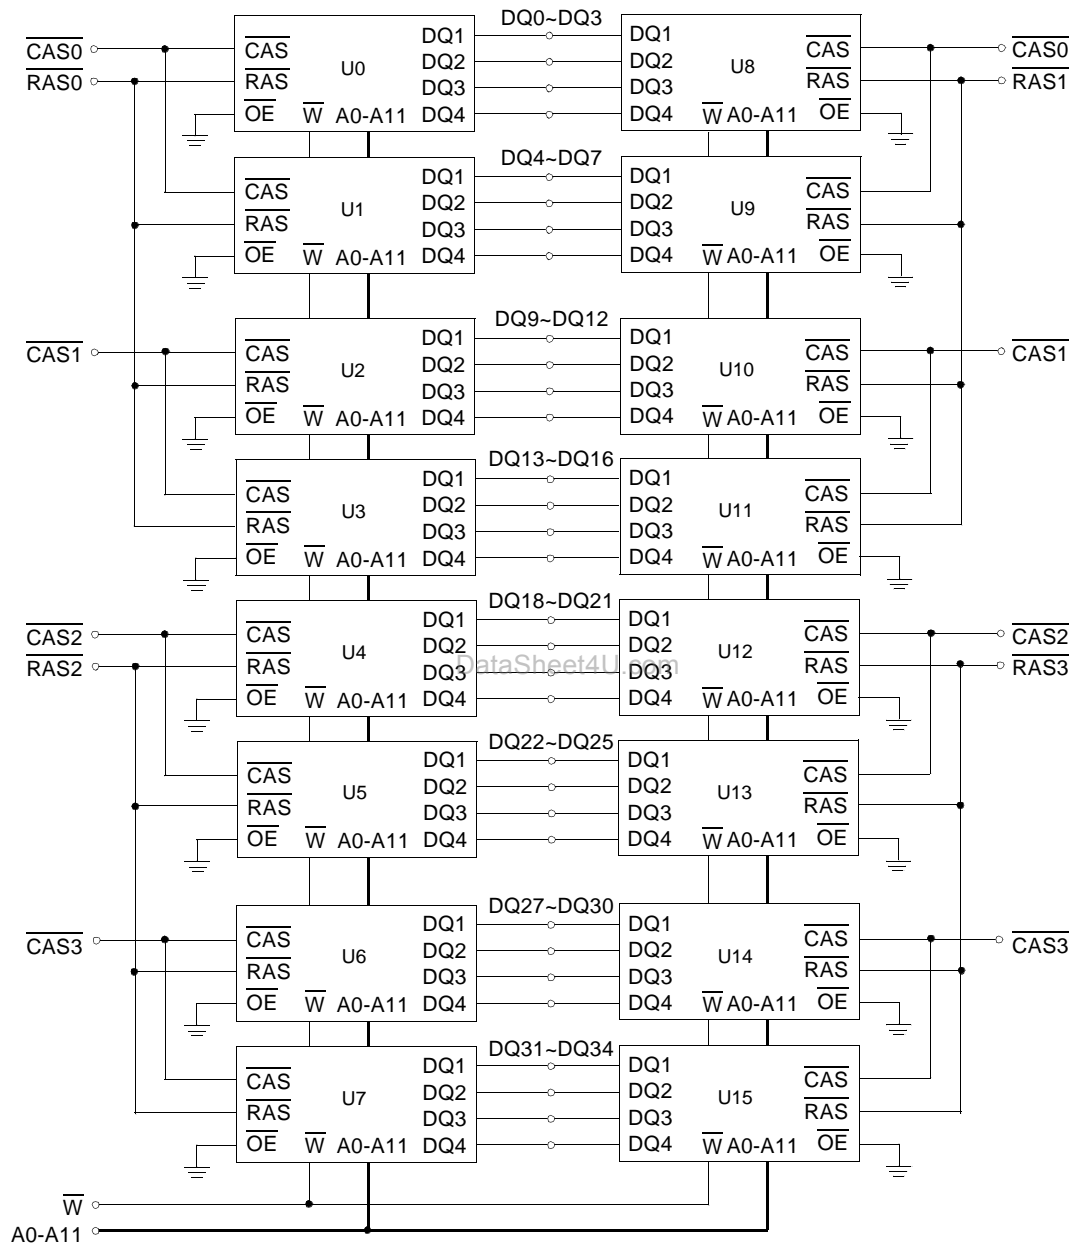 DQ0~DQ3
CAS0 CAS DQ1 DQ1 CAS CAS0
RAS0 RAS U0 DQ2 DQ2 U8 RAS RAS1
DQ3 DQ3
OE W A0-A11 DQ4 DQ4 W A0-A11 OE
DQ4~DQ7
CAS DQ1 DQ1 CAS
RAS U1 DQ2 DQ2 U9 RAS
DQ3 DQ3
OE W A0-A11 DQ4 DQ4 W A0-A11 OE
DQ9~DQ12
CAS1 CAS DQ1 DQ1 CAS CAS1
RAS U2 DQ2 DQ2 U10 RAS
DQ3 DQ3
OE W A0-A11 DQ4 DQ4 W A0-A11 OE
DQ13~DQ16
CAS DQ1 DQ1 CAS
RAS U3 DQ2 DQ2 U11 RAS
DQ3 DQ3
OE W A0-A11 DQ4 DQ4 W A0-A11 OE
DQ18~DQ21
CAS2 CAS DQ1 DQ1 CAS CAS2
RAS2 RAS U4 DQ2 DQ2 U12 RAS RAS3
DataSheet4U.com
DQ3 DQ3
OE W A0-A11 DQ4 DQ4 W A0-A11 OE
DQ22~DQ25
CAS DQ1 DQ1 CAS
RAS U5 DQ2 DQ2 U13 RAS
DQ3 DQ3
OE W A0-A11 DQ4 DQ4 W A0-A11 OE
DQ27~DQ30
CAS3 CAS DQ1 DQ1 CAS CAS3
RAS U6 DQ2 DQ2 U14 RAS
DQ3 DQ3
OE W A0-A11 DQ4 DQ4 W A0-A11 OE
DQ31~DQ34
CAS DQ1 DQ1 CAS
RAS U7 DQ2 DQ2 U15 RAS
DQ3 DQ3
OE W A0-A11 DQ4 DQ4 W A0-A11 OE
W
A0-A11